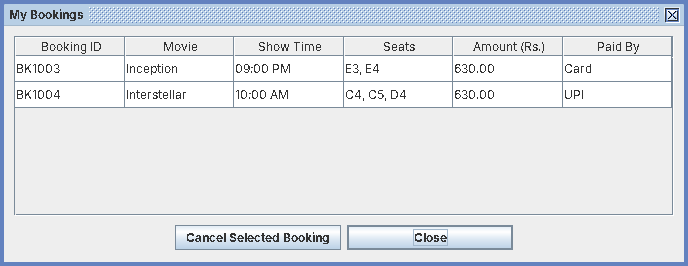 My Bookings
Booking ID Movie Show Time Seats Amount (Rs.) Paid By
BK1003 Inception 09:00 PM E3, E4 630.00 Card
BK1004 Interstellar 10:00 AM C4, C5, D4 630.00 UPI
Cancel Selected Booking Close